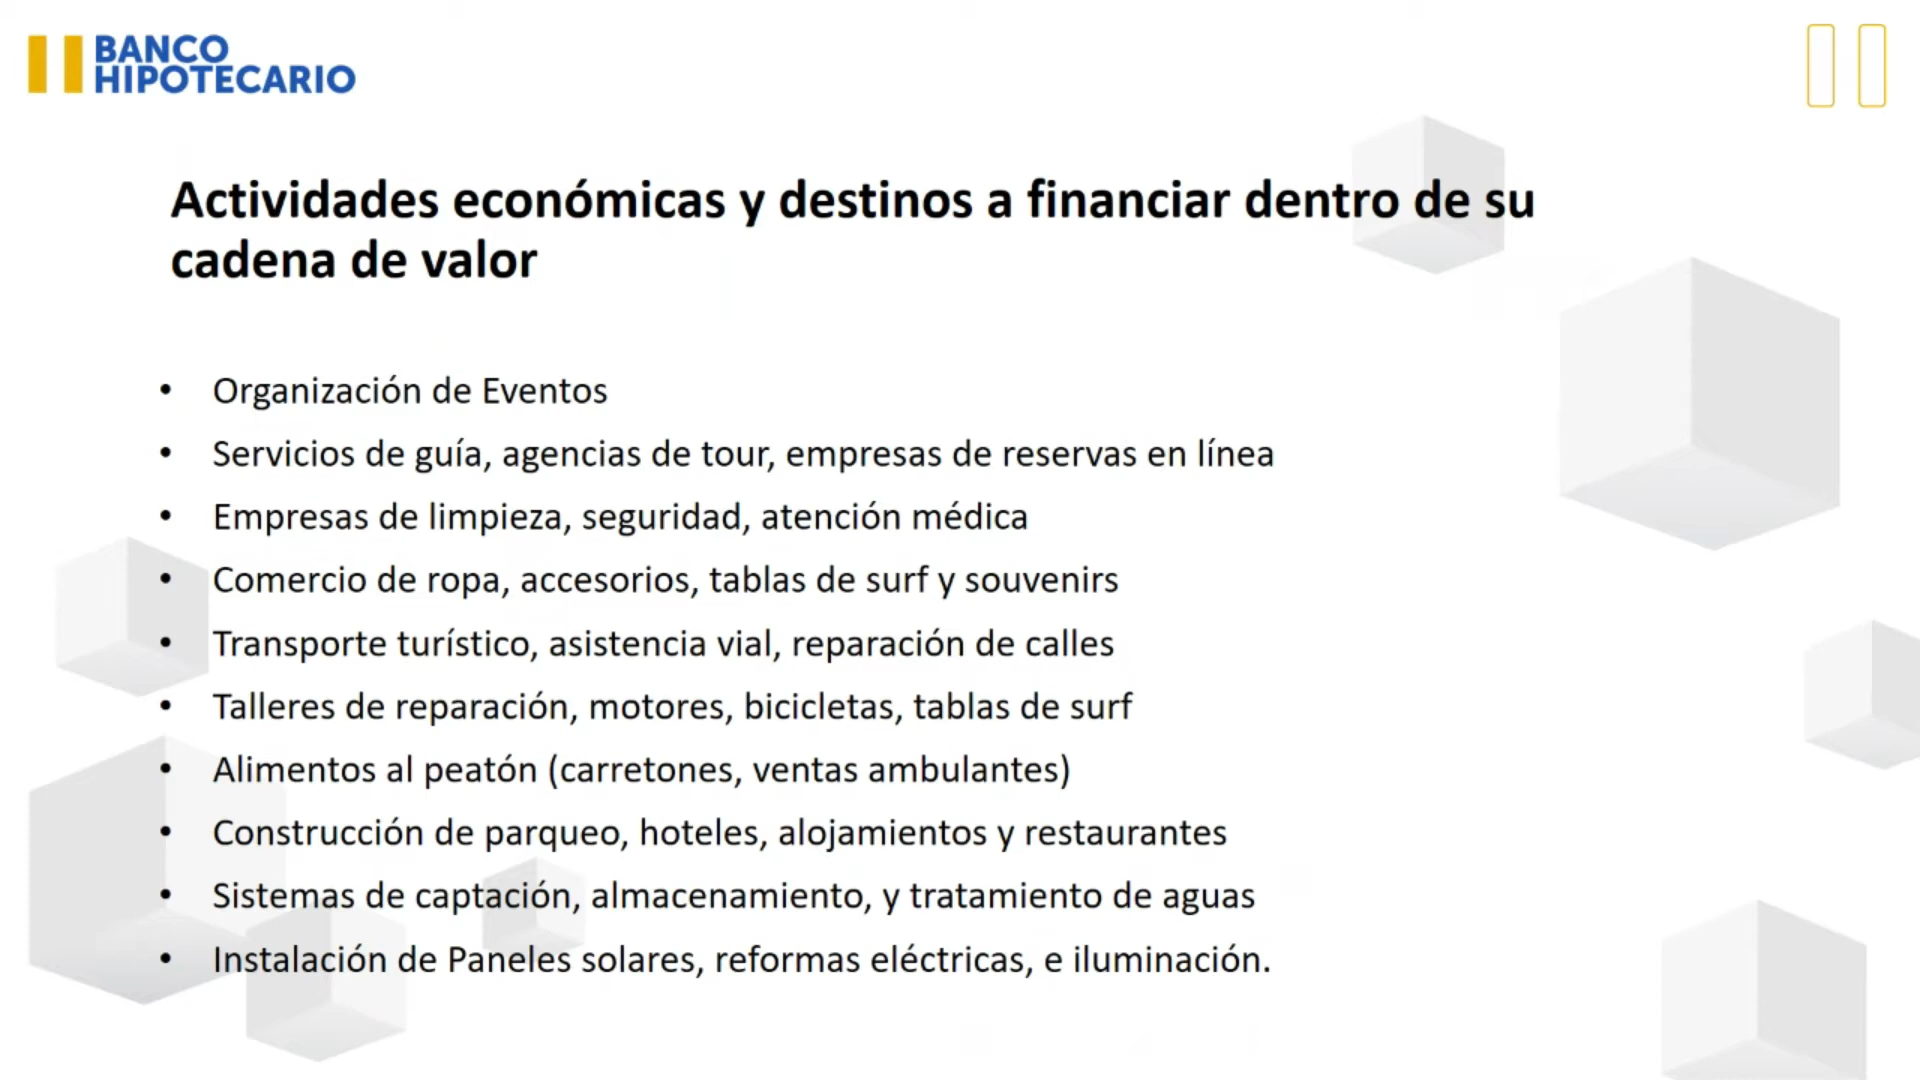 BANCO
HIPOTECARIO
Actividades económicas y destinos a financiar dentro de su
cadena de valor
• Organización de Eventos
• Servicios de guía, agencias de tour, empresas de reservas en línea
• Empresas de limpieza, seguridad, atención médica
• Comercio de ropa, accesorios, tablas de surf y souvenirs
• Transporte turístico, asistencia vial, reparación de calles
• Talleres de reparación, motores, bicicletas, tablas de surf
• Alimentos al peatón (carretones, ventas ambulantes)
• Construcción de parqueo, hoteles, alojamientos y restaurantes
• Sistemas de captación, almacenamiento, y tratamiento de aguas
• Instalación de Paneles solares, reformas eléctricas, e iluminación.